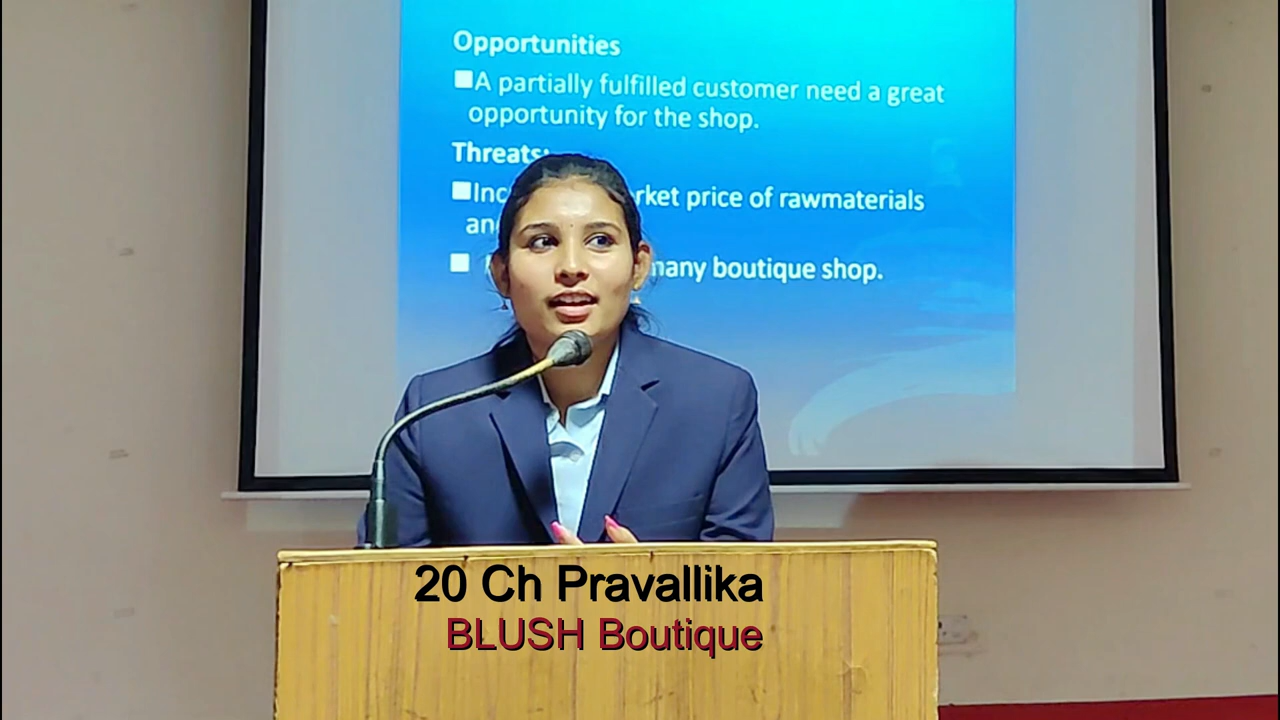 Opportunities
■A partially fulfilled customer need a great
opportunity for the shop.
Threats:
■ price of rawmaterials
■ many boutique shop.
20 Ch Pravallika
BLUSH Boutique